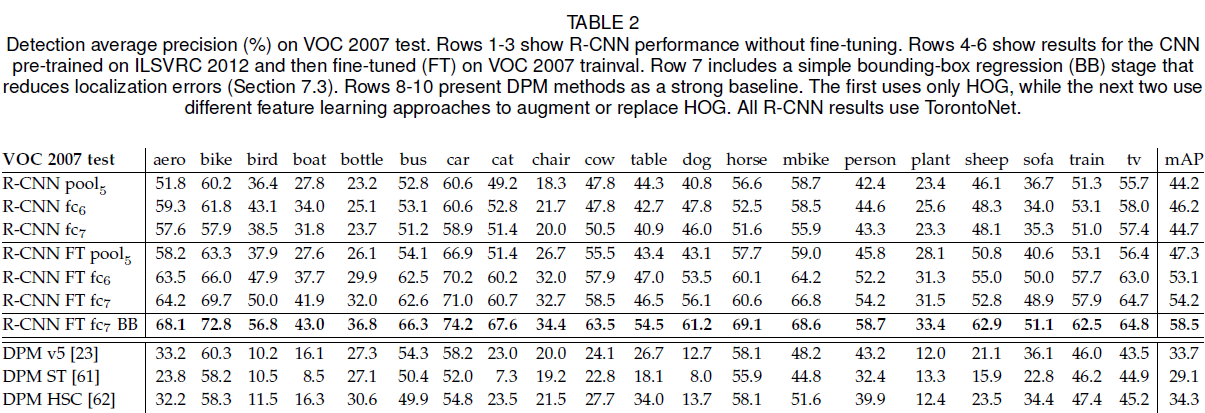 TABLE 2
Detection average precision (%) on VOC 2007 test. Rows 1-3 show R-CNN performance without fine-tuning. Rows 4-6 show results for the CNN
pre-trained on ILSVRC 2012 and then fine-tuned (FT) on VOC 2007 trainval. Row 7 includes a simple bounding-box regression (BB) stage that
reduces localization errors (Section 7.3). Rows 8-10 present DPM methods as a strong baseline. The first uses only HOG, while the next two use
different feature learning approaches to augment or replace HOG. All R-CNN results use TorontoNet.
VOC 2007 test aero bike bird boat bottle bus car cat chair cow table dog horse mbike person plant sheep sofa train tv mAP
R-CNN pool5 51.8 60.2 36.4 27.8 23.2 52.8 60.6 49.2 18.3 47.8 44.3 40.8 56.6 58.7 42.4 23.4 46.1 36.7 51.3 55.7 44.2
R-CNN fc6 59.3 61.8 43.1 34.0 25.1 53.1 60.6 52.8 21.7 47.8 42.7 47.8 52.5 58.5 44.6 25.6 48.3 34.0 53.1 58.0 46.2
R-CNN fc7 57.6 57.9 38.5 31.8 23.7 51.2 58.9 51.4 20.0 50.5 40.9 46.0 51.6 55.9 43.3 23.3 48.1 35.3 51.0 57.4 44.7
R-CNN FT pool5 58.2 63.3 37.9 27.6 26.1 54.1 66.9 51.4 26.7 55.5 43.4 43.1 57.7 59.0 45.8 28.1 50.8 40.6 53.1 56.4 47.3
R-CNN FT fc6 63.5 66.0 47.9 37.7 29.9 62.5 70.2 60.2 32.0 57.9 47.0 53.5 60.1 64.2 52.2 31.3 55.0 50.0 57.7 63.0 53.1
R-CNN FT fc7 64.2 69.7 50.0 41.9 32.0 62.6 71.0 60.7 32.7 58.5 46.5 56.1 60.6 66.8 54.2 31.5 52.8 48.9 57.9 64.7 54.2
R-CNN FT fc7 BB 68.1 72.8 56.8 43.0 36.8 66.3 74.2 67.6 34.4 63.5 54.5 61.2 69.1 68.6 58.7 33.4 62.9 51.1 62.5 64.8 58.5
DPM v5 [23] 33.2 60.3 10.2 16.1 27.3 54.3 58.2 23.0 20.0 24.1 26.7 12.7 58.1 48.2 43.2 12.0 21.1 36.1 46.0 43.5 33.7
DPM ST [61] 23.8 58.2 10.5 8.5 27.1 50.4 52.0 7.3 19.2 22.8 18.1 8.0 55.9 44.8 32.4 13.3 15.9 22.8 46.2 44.9 29.1
DPM HSC [62] 32.2 58.3 11.5 16.3 30.6 49.9 54.8 23.5 21.5 27.7 34.0 13.7 58.1 51.6 39.9 12.4 23.5 34.4 47.4 45.2 34.3